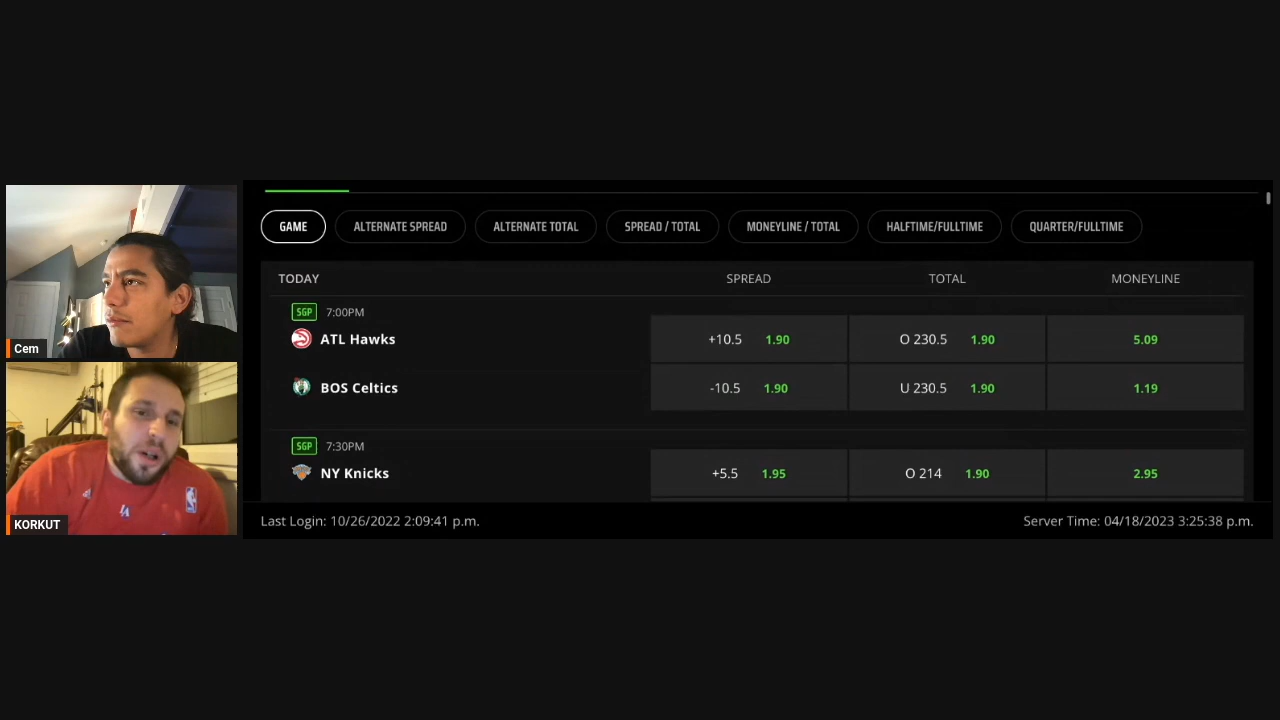 Cem
KORKUT
GAME ALTERNATE SPREAD ALTERNATE TOTAL SPREAD / TOTAL MONEYLINE / TOTAL HALFTIME/FULLTIME QUARTER/FULLTIME
TODAY SPREAD TOTAL MONEYLINE
SGP 7:00PM
ATL Hawks +10.5 1.90 O 230.5 1.90 5.09
BOS Celtics -10.5 1.90 U 230.5 1.90 1.19
SGP 7:30PM
NY Knicks +5.5 1.95 O 214 1.90 2.95
Last Login: 10/26/2022 2:09:41 p.m. Server Time: 04/18/2023 3:25:38 p.m.